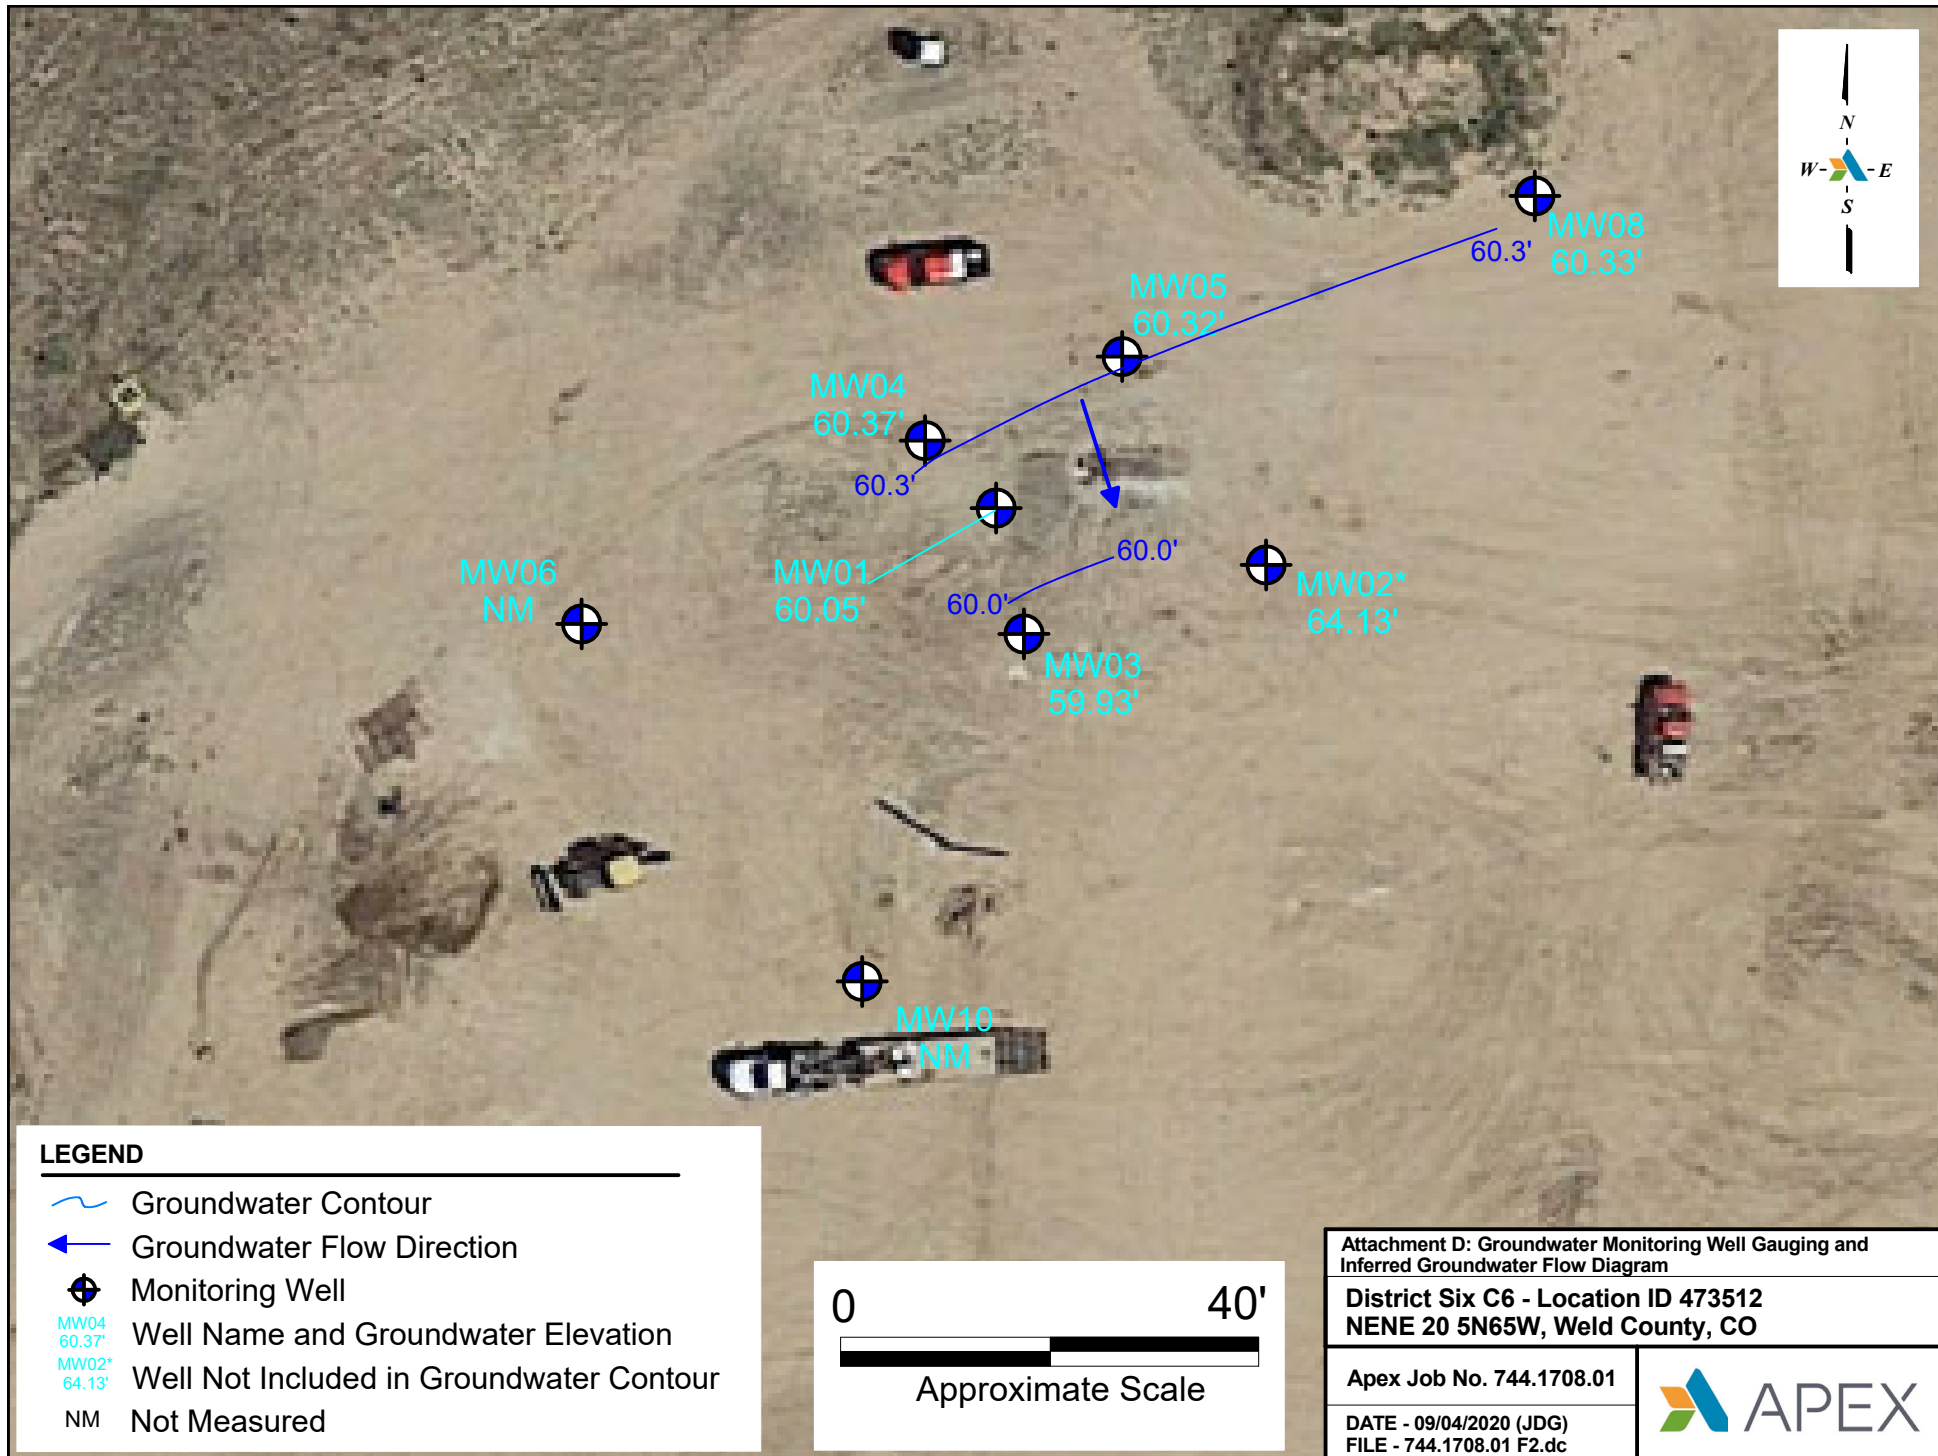 N
W
E
S
MW08
60.33'
60.3'
MW05
60.32'
MW04
60.37'
60.3'
MW01
60.05'
60.0'
60.0'
MW06
NM
MW02*
64.13'
MW03
59.93'
MW10
NM
LEGEND
Groundwater Contour
Groundwater Flow Direction
Monitoring Well
MW04
60.37'
Well Name and Groundwater Elevation
MW02*
64.13'
Well Not Included in Groundwater Contour
NM Not Measured
0 40'
Approximate Scale
Attachment D: Groundwater Monitoring Well Gauging and
Inferred Groundwater Flow Diagram
District Six C6 - Location ID 473512
NENE 20 5N65W, Weld County, CO
Apex Job No. 744.1708.01
DATE - 09/04/2020 (JDG)
FILE - 744.1708.01 F2.dc
APEX